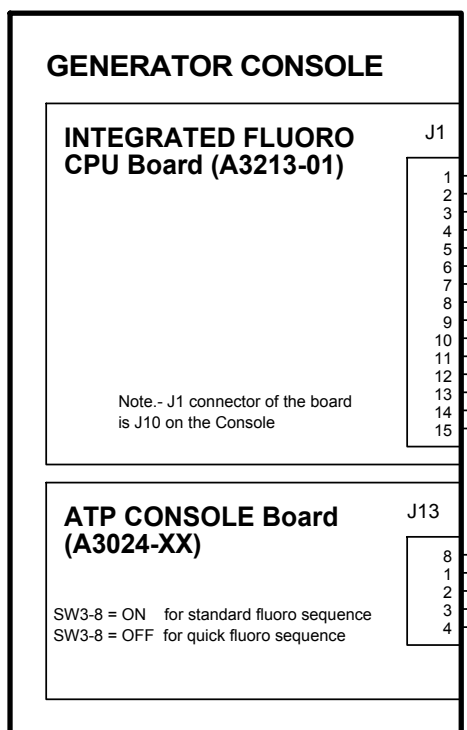 GENERATOR CONSOLE
INTEGRATED FLUORO
CPU Board (A3213-01)
J1
1
2
3
4
5
6
7
8
9
10
11
12
13
14
15
Note.- J1 connector of the board
is J10 on the Console
ATP CONSOLE Board
(A3024-XX)
J13
8
1
2
3
4
SW3-8 = ON for standard fluoro sequence
SW3-8 = OFF for quick fluoro sequence